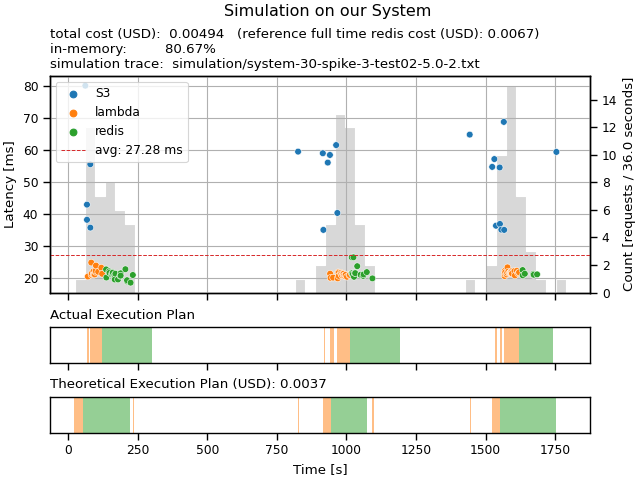 Simulation on our System
total cost (USD): 0.00494 (reference full time redis cost (USD): 0.0067)
in-memory: 80.67%
simulation trace: simulation/system-30-spike-3-test02-5.0-2.txt
S3
lambda
redis
avg: 27.28 ms
Latency [ms]
80
70
60
50
40
30
20
14
12
10
8
6
4
2
0
Count [requests / 36.0 seconds]
Actual Execution Plan
Theoretical Execution Plan (USD): 0.0037
0 250 500 750 1000 1250 1500 1750
Time [s]